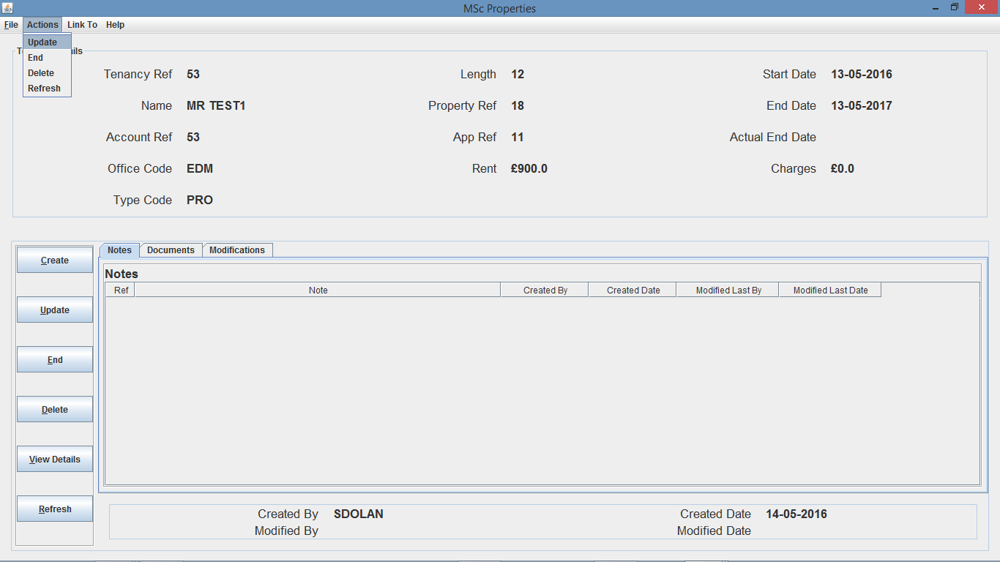 MSc Properties
File Actions Link To Help
Update
End
Delete
Refresh
Tenancy Ref 53 Length 12 Start Date 13-05-2016
Name MR TEST1 Property Ref 18 End Date 13-05-2017
Account Ref 53 App Ref 11 Actual End Date
Office Code EDM Rent £900.0 Charges £0.0
Type Code PRO
Create
Update
End
Delete
View Details
Refresh
Notes Documents Modifications
Notes
Ref Note Created By Created Date Modified Last By Modified Last Date
Created By SDOLAN Created Date 14-05-2016
Modified By Modified Date